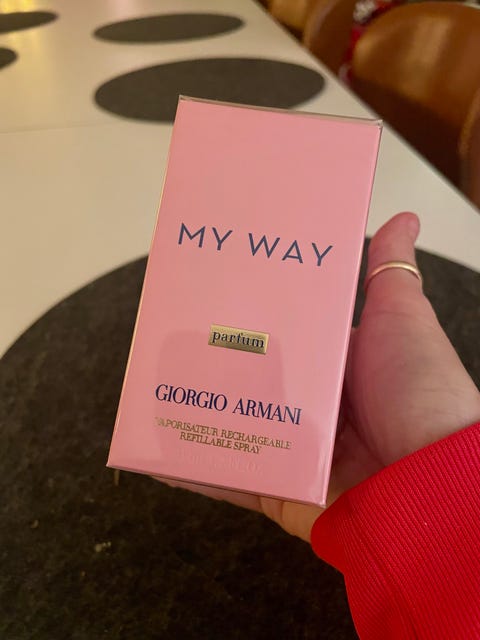 MY WAY
parfum
GIORGIO ARMANI
VAPORISATEUR RECHARGEABLE
REFILLABLE SPRAY